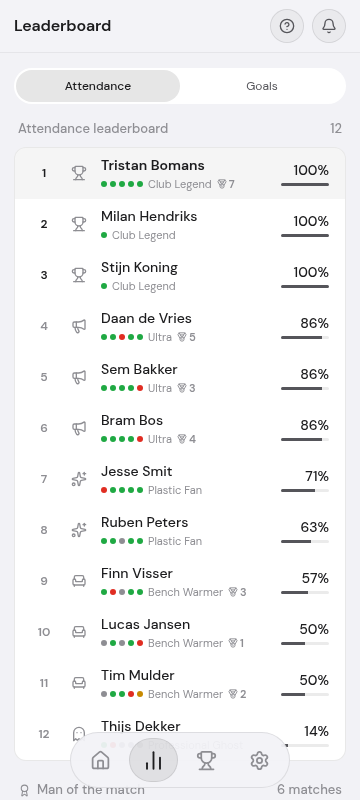 Leaderboard
Attendance
Goals
Attendance leaderboard
12
1
Tristan Bomans
100%
Club Legend
7
2
Milan Hendriks
100%
Club Legend
3
Stijn Koning
100%
Club Legend
4
Daan de Vries
86%
Ultra
5
5
Sem Bakker
86%
Ultra
3
6
Bram Bos
86%
Ultra
4
7
Jesse Smit
71%
Plastic Fan
8
Ruben Peters
63%
Plastic Fan
9
Finn Visser
57%
Bench Warmer
3
10
Lucas Jansen
50%
Bench Warmer
1
11
Tim Mulder
50%
Bench Warmer
2
12
Thijs Dekker
14%
Man of the match
6 matches